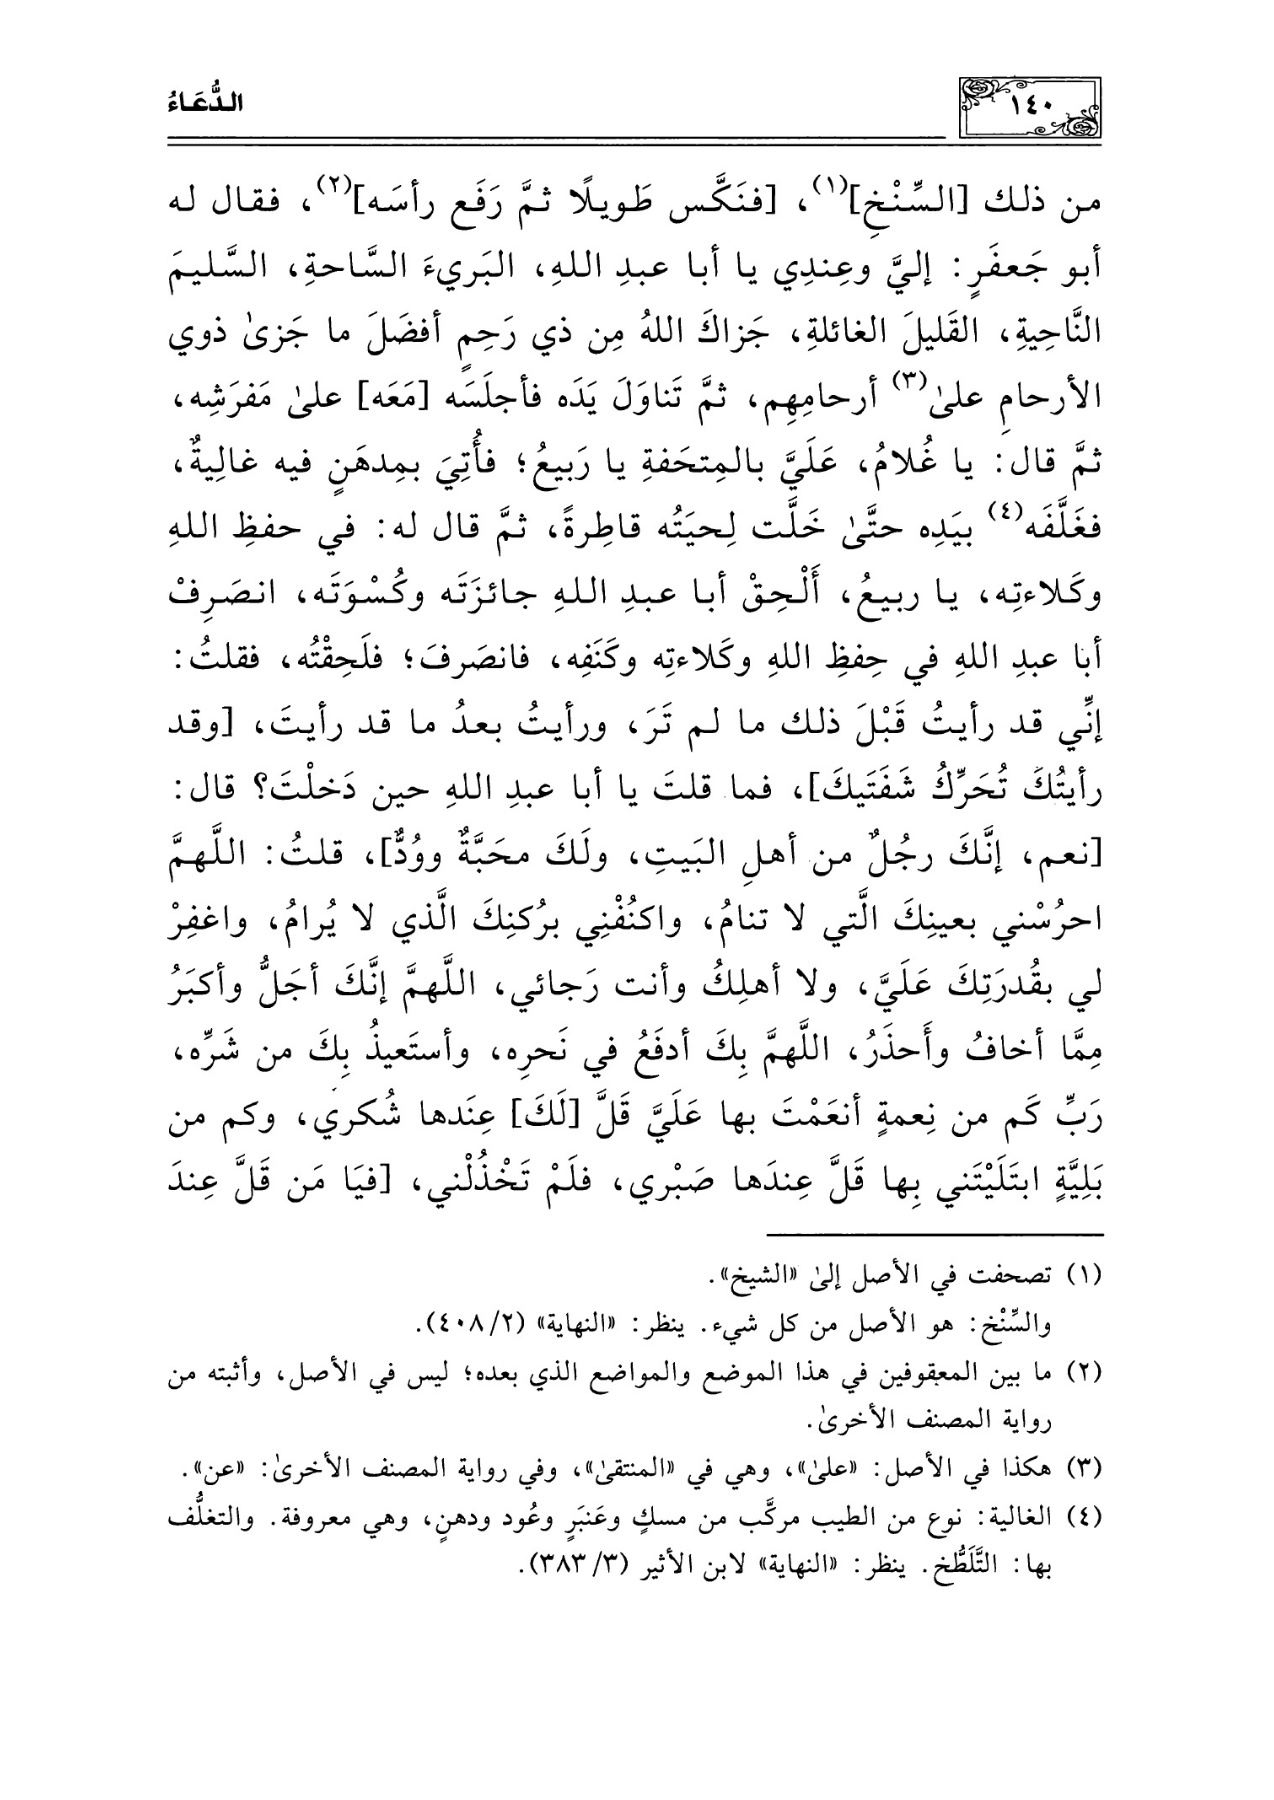 ١٤٠
الدُّعَاءُ
من ذلك [السِّنْخِ](١)، [فنَكَّس طَويلًا ثمَّ رَفَع رأسَه](٢)، فقال له
أبو جَعفَرٍ: إليَّ وعِندِي يا أبا عبدِ اللهِ، البَريءَ السَّاحةِ، السَّليمَ
النَّاحِيةِ، القَليلَ الغائلةِ، جَزاكَ اللهُ مِن ذي رَحِمٍ أفضَلَ ما جَزىٰ ذوي
الأرحامِ علىٰ(٣) أرحامِهِم، ثمَّ تَناوَلَ يَدَه فأجلَسَه [مَعَه] علىٰ مَفرَشِه،
ثمَّ قال: يا غُلامُ، عَلَيَّ بالمِتحَفةِ يا رَبيعُ؛ فأُتِيَ بمِدهَنٍ فيه غالِيةٌ،
فغَلَّفَه(٤) بيَدِه حتَّىٰ خَلَّت لِحيَتُه قاطِرةً، ثمَّ قال له: في حفظِ اللهِ
وكَلاءتِه، يا ربيعُ، أَلْحِقْ أبا عبدِ اللهِ جائزَتَه وكُسْوَتَه، انصَرِفْ
أبا عبدِ اللهِ في حِفظِ اللهِ وكَلاءتِه وكَنَفِه، فانصَرفَ؛ فلَحِقْتُه، فقلتُ:
إنِّي قد رأيتُ قَبْلَ ذلك ما لم تَرَ، ورأيتُ بعدُ ما قد رأيتَ، [وقد
رأيتُكَ تُحَرِّكُ شَفَتَيكَ]، فما قلتَ يا أبا عبدِ اللهِ حين دَخلْتَ؟ قال:
[نعم، إنَّكَ رجُلٌ من أهلِ البَيتِ، ولَكَ محَبَّةٌ ووُدٌّ]، قلتُ: اللَّهمَّ
احرُسْني بعينِكَ الَّتي لا تنامُ، واكنُفْنِي برُكنِكَ الَّذي لا يُرامُ، واغفِرْ
لي بقُدرَتِكَ عَلَيَّ، ولا أهلِكُ وأنت رَجائي، اللَّهمَّ إنَّكَ أجَلُّ وأكبَرُ
مِمَّا أخافُ وأَحذَرُ، اللَّهمَّ بِكَ أدفَعُ في نَحرِه، وأستَعيذُ بِكَ من شَرِّه،
رَبِّ كَم من نِعمةٍ أنعَمْتَ بها عَلَيَّ قَلَّ [لَكَ] عِنَدها شُكري، وكم من
بَلِيَّةٍ ابتَلَيْتَني بِها قَلَّ عِندَها صَبْري، فلَمْ تَخْذُلْني، [فيَا مَن قَلَّ عِندَ
(١) تصحفت في الأصل إلىٰ «الشيخ».
والسِّنْخ: هو الأصل من كل شيء. ينظر: «النهاية» (٤٠٨/٢).
(٢) ما بين المعقوفين في هذا الموضع والمواضع الذي بعده؛ ليس في الأصل، وأثبته من
رواية المصنف الأخرىٰ.
(٣) هكذا في الأصل: «علىٰ»، وهي في «المنتقىٰ»، وفي رواية المصنف الأخرىٰ: «عن».
(٤) الغالية: نوع من الطيب مركَّب من مسكٍ وعَنبَرٍ وعُود ودهنٍ، وهي معروفة. والتغلُّف
بها: التَّلَطُّخ. ينظر: «النهاية» لابن الأثير (٣٨٣/٣).